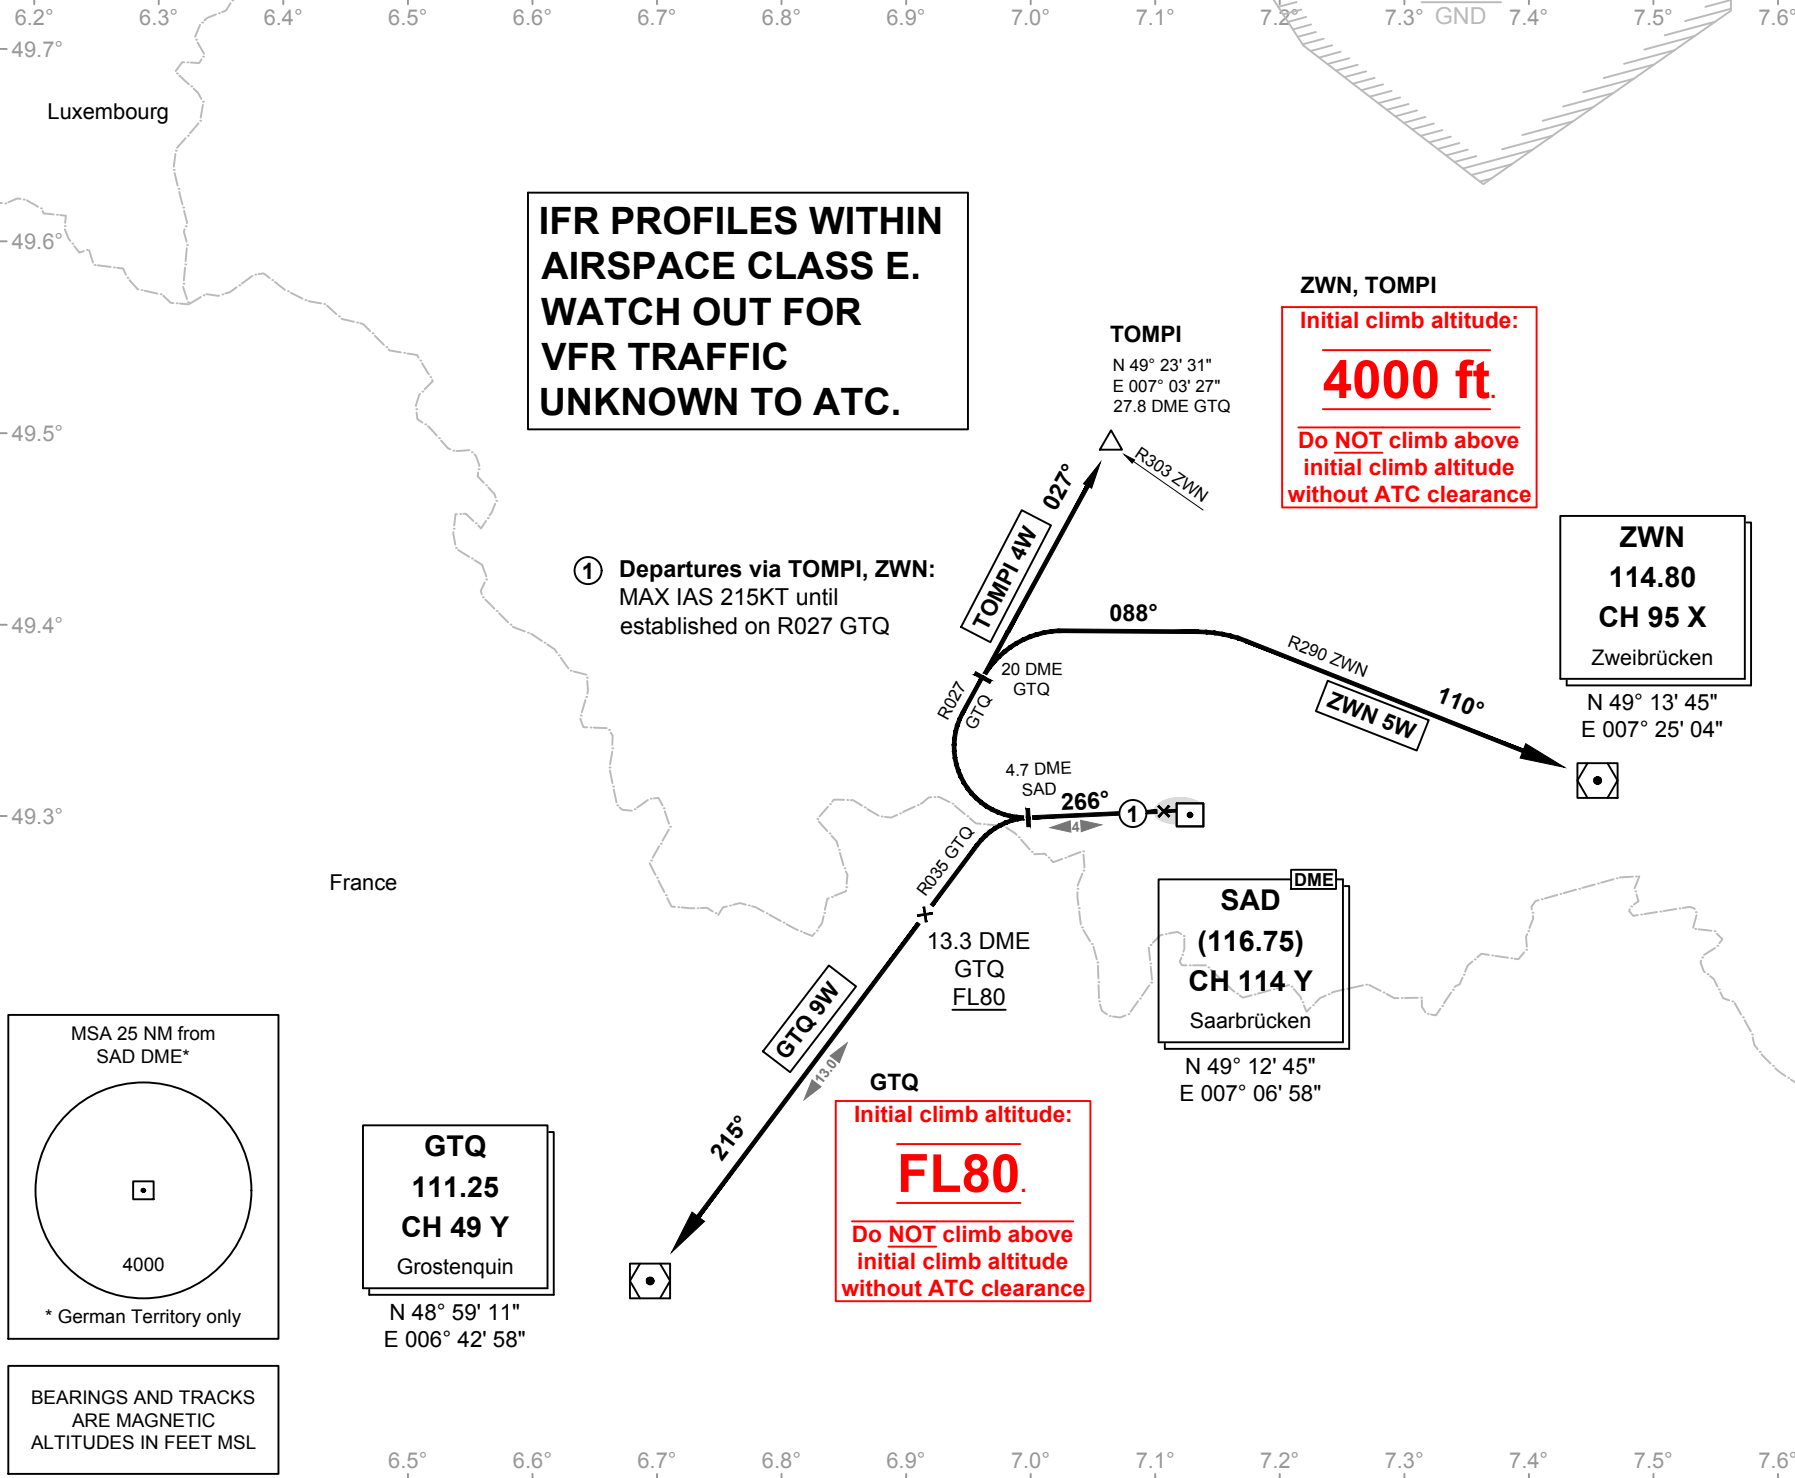 6.2° 6.3° 6.4° 6.5° 6.6° 6.7° 6.8° 6.9° 7.0° 7.1° 7.2° 7.3° 7.4° 7.5° 7.6°
GND
49.7°
Luxembourg
49.6°
IFR PROFILES WITHIN
AIRSPACE CLASS E.
WATCH OUT FOR
VFR TRAFFIC
UNKNOWN TO ATC.
ZWN, TOMPI
Initial climb altitude:
4000 ft.
Do NOT climb above
initial climb altitude
without ATC clearance
TOMPI
N 49° 23' 31"
E 007° 03' 27"
27.8 DME GTQ
49.5°
R303 ZWN
027°
TOMPI 4W
ZWN
114.80
CH 95 X
Zweibrücken
N 49° 13' 45"
E 007° 25' 04"
1 Departures via TOMPI, ZWN:
MAX IAS 215KT until
established on R027 GTQ
49.4°
088°
R290 ZWN
110°
ZWN 5W
20 DME
GTQ
R027
GTQ
4.7 DME
SAD
266°
1
4
49.3°
R035 GTQ
France
DME
SAD
(116.75)
CH 114 Y
Saarbrücken
N 49° 12' 45"
E 007° 06' 58"
13.3 DME
GTQ
FL80
GTQ 9W
13.0
215°
GTQ
Initial climb altitude:
FL80.
Do NOT climb above
initial climb altitude
without ATC clearance
GTQ
111.25
CH 49 Y
Grostenquin
N 48° 59' 11"
E 006° 42' 58"
MSA 25 NM from
SAD DME*
4000
* German Territory only
BEARINGS AND TRACKS
ARE MAGNETIC
ALTITUDES IN FEET MSL
6.5° 6.6° 6.7° 6.8° 6.9° 7.0° 7.1° 7.2° 7.3° 7.4° 7.5° 7.6°